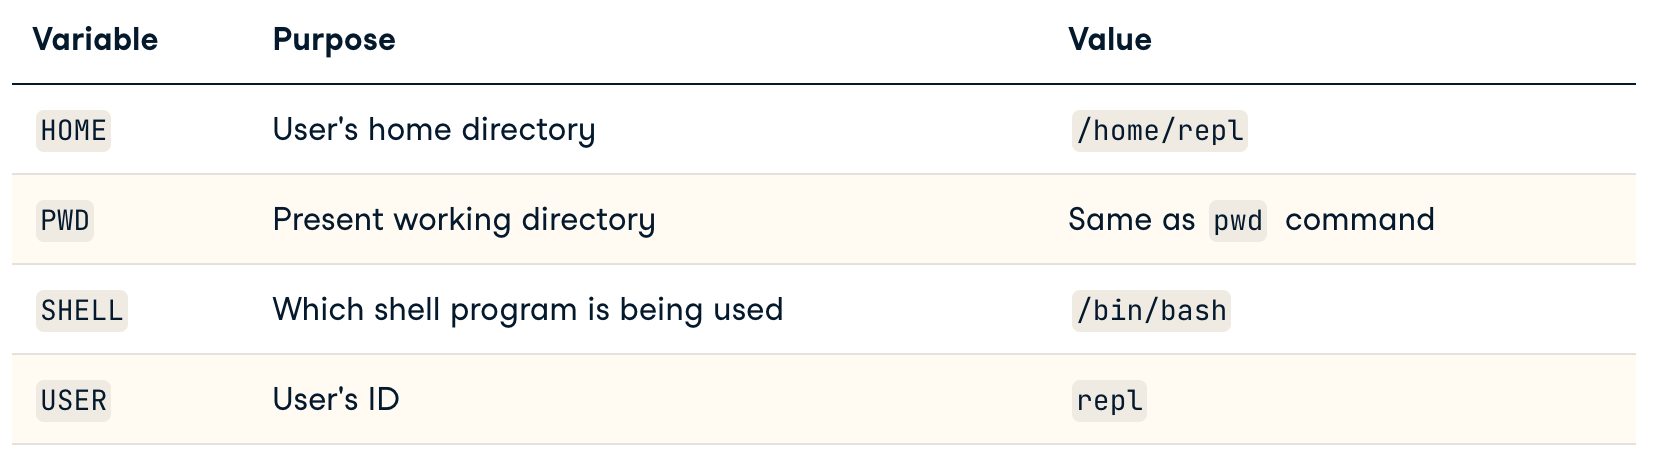 Variable Purpose Value
HOME User's home directory /home/repl
PWD Present working directory Same as pwd command
SHELL Which shell program is being used /bin/bash
USER User's ID repl